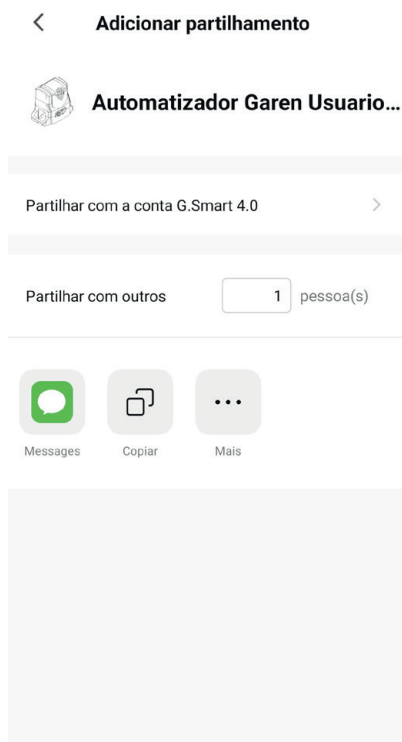 Adicionar partilhamento
Automatizador Garen Usuario...
Partilhar com a conta G.Smart 4.0
Partilhar com outros 1 pessoa(s)
Messages Copiar Mais